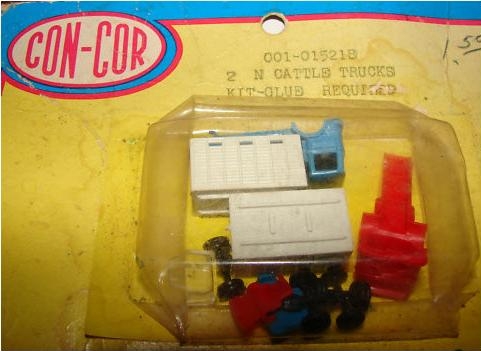 CON-COR
001-015218
2 N CATTLE TRUCKS
KIT-GLUE REQUIRED